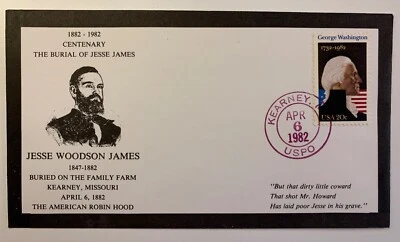 1882 - 1982
CENTENARY
THE BURIAL OF JESSE JAMES
JESSE WOODSON JAMES
1847-1882
BURIED ON THE FAMILY FARM
KEARNEY, MISSOURI
APRIL 6, 1882
THE AMERICAN ROBIN HOOD
George Washington
1732-1982
USA 20c
KEARNEY,
APR
6
1982
USPO
"But that dirty little coward
That shot Mr. Howard
Has laid poor Jesse in his grave."